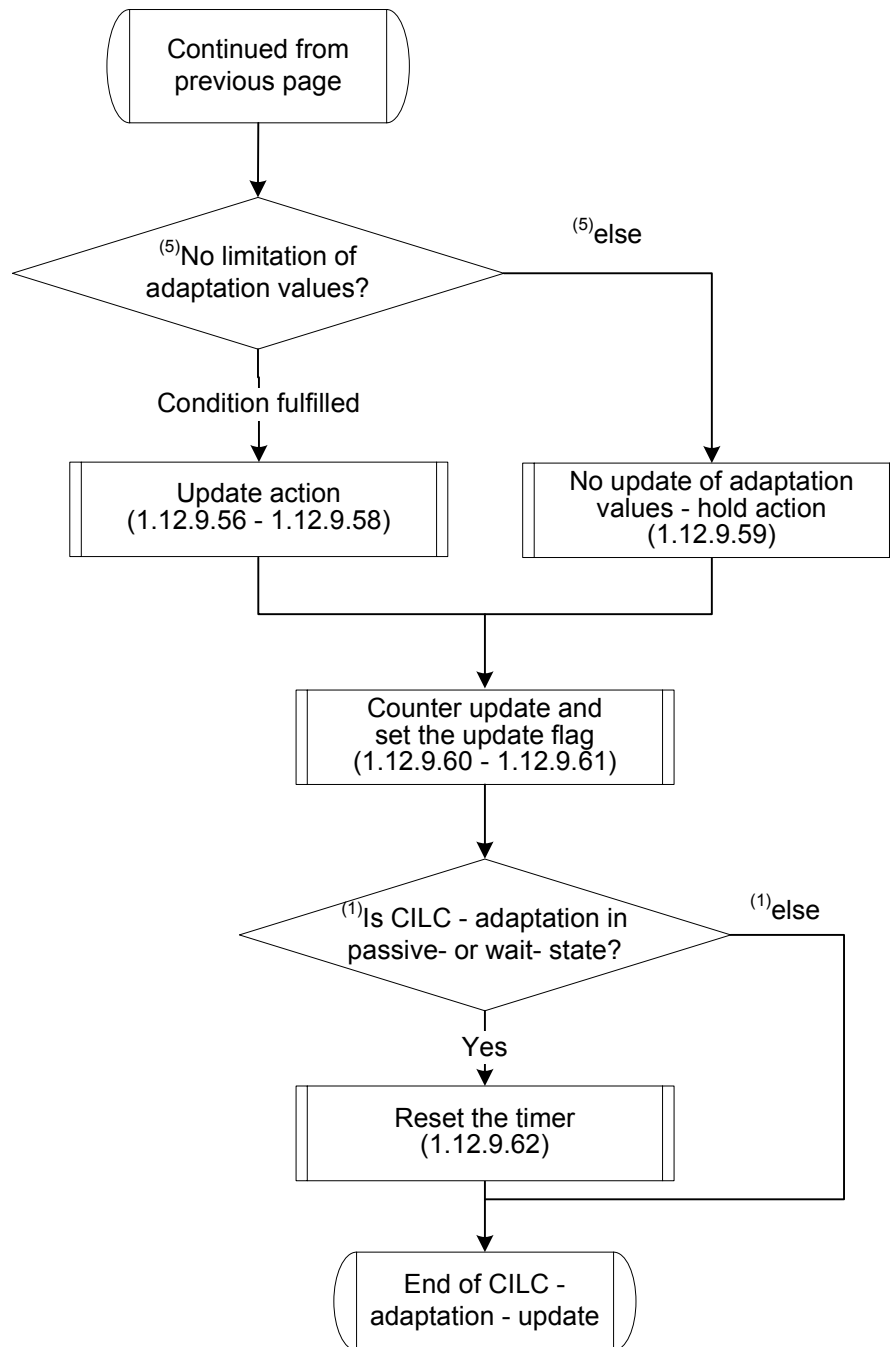 Continued from
previous page
(5)No limitation of
adaptation values?
(5)else
Condition fulfilled
Update action
(1.12.9.56 - 1.12.9.58)
No update of adaptation
values - hold action
(1.12.9.59)
Counter update and
set the update flag
(1.12.9.60 - 1.12.9.61)
(1)Is CILC - adaptation in
passive- or wait- state?
(1)else
Yes
Reset the timer
(1.12.9.62)
End of CILC -
adaptation - update